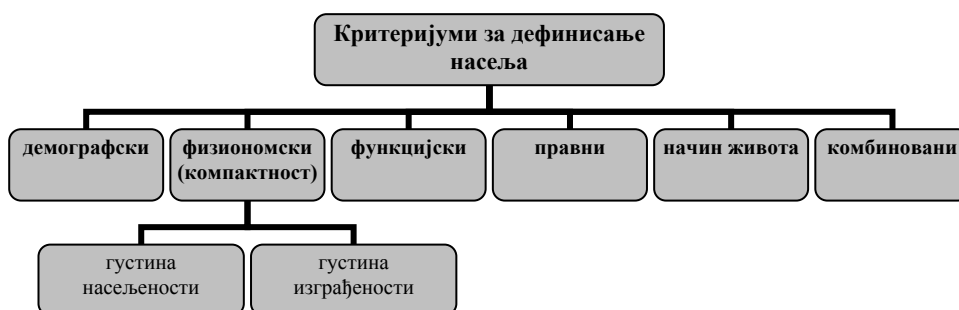 Критеријуми за дефинисање
насеља
демографски
физиономски
(компактност)
функцијски
правни
начин живота
комбиновани
густина
насељености
густина
изграђености